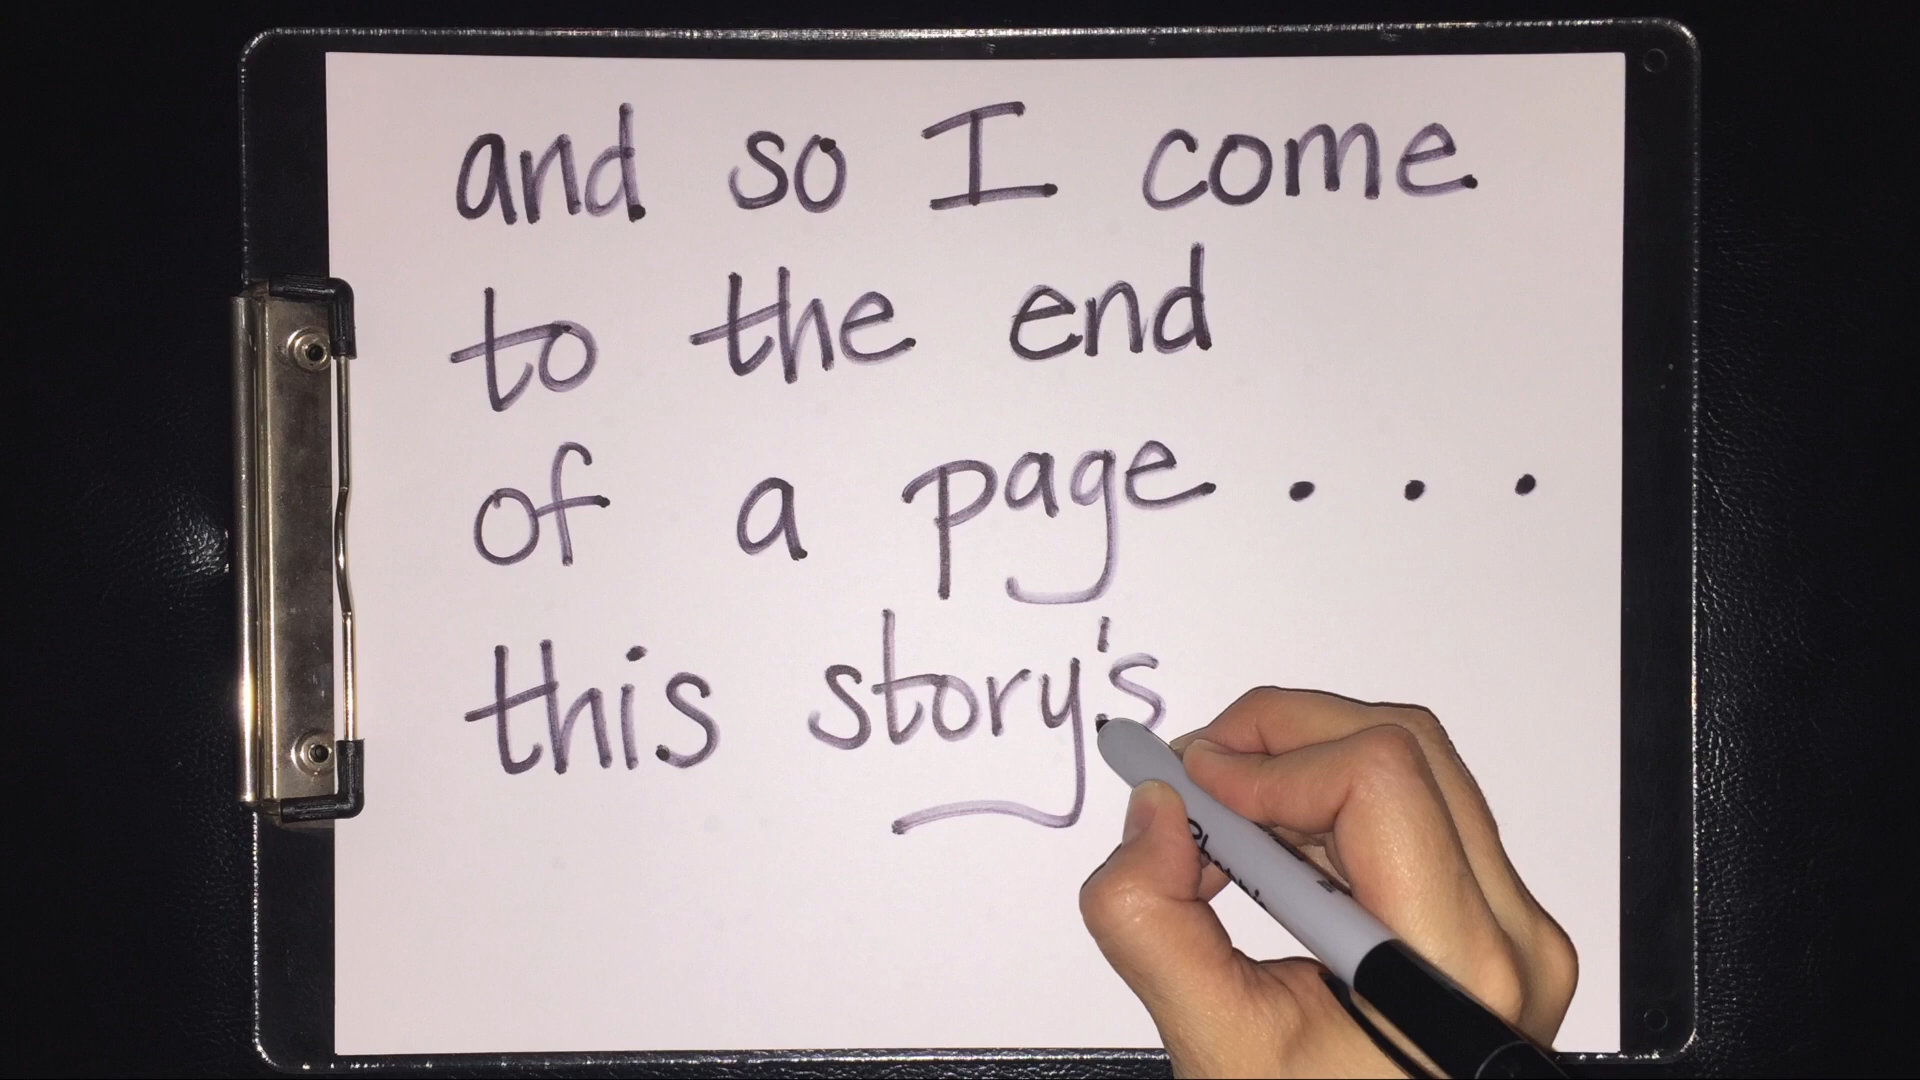 and so I come
to the end
of a page . . .
this story's